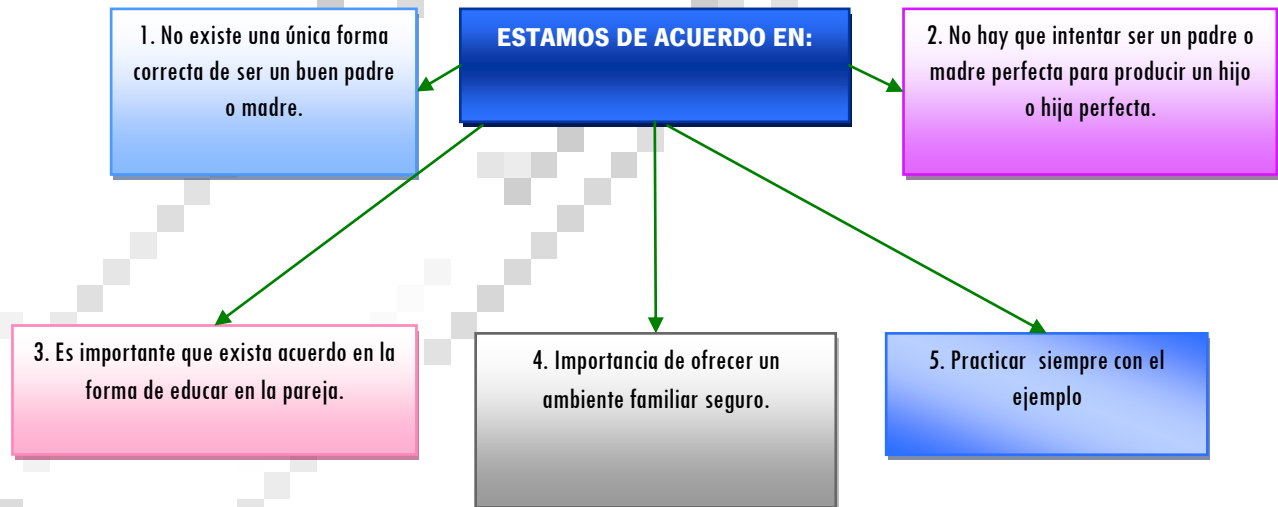 ESTAMOS DE ACUERDO EN:
1. No existe una única forma
correcta de ser un buen padre
o madre.
2. No hay que intentar ser un padre o
madre perfecta para producir un hijo
o hija perfecta.
3. Es importante que exista acuerdo en la
forma de educar en la pareja.
4. Importancia de ofrecer un
ambiente familiar seguro.
5. Practicar  siempre con el
ejemplo